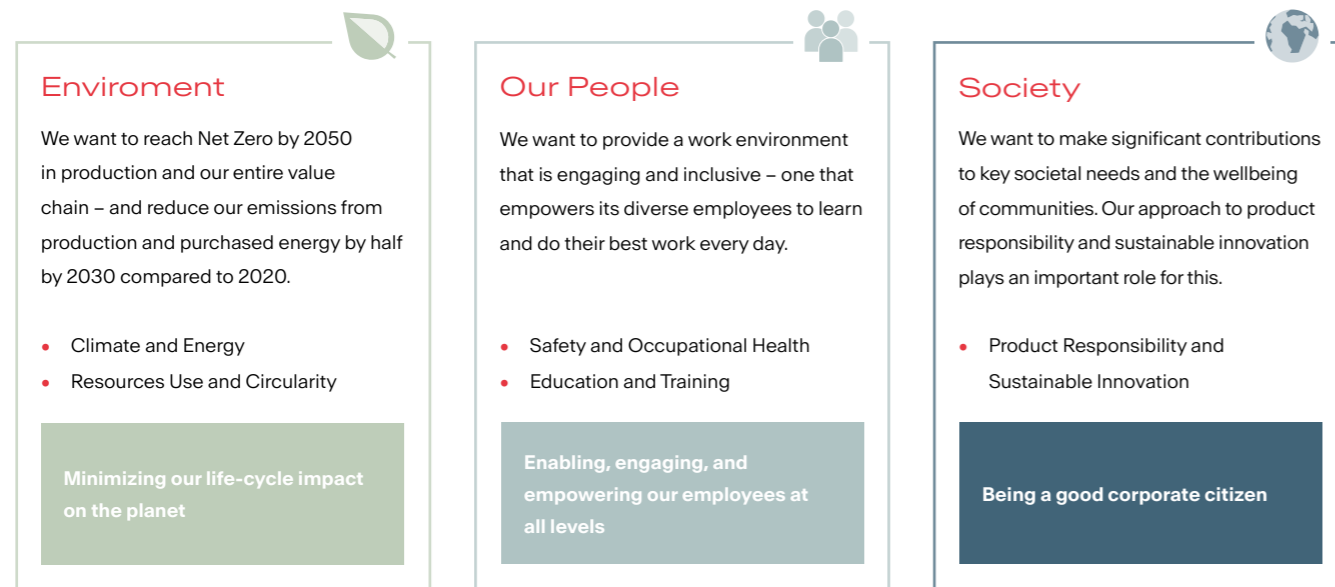 Enviroment
We want to reach Net Zero by 2050
in production and our entire value
chain – and reduce our emissions from
production and purchased energy by half
by 2030 compared to 2020.
• Climate and Energy
• Resources Use and Circularity
Minimizing our life-cycle impact
on the planet
Our People
We want to provide a work environment
that is engaging and inclusive – one that
empowers its diverse employees to learn
and do their best work every day.
• Safety and Occupational Health
• Education and Training
Enabling, engaging, and
empowering our employees at
all levels
Society
We want to make significant contributions
to key societal needs and the wellbeing
of communities. Our approach to product
responsibility and sustainable innovation
plays an important role for this.
• Product Responsibility and
Sustainable Innovation
Being a good corporate citizen